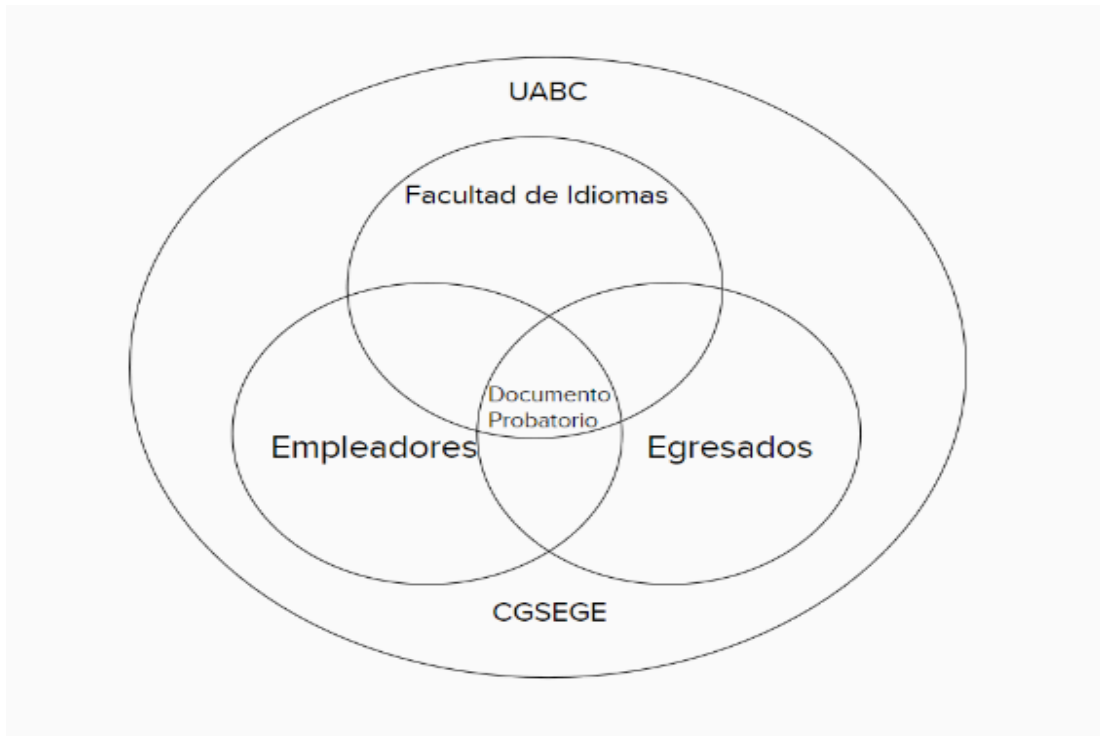 UABC
Facultad de Idiomas
Documento
Probatorio
Empleadores
Egresados
CGSEGE